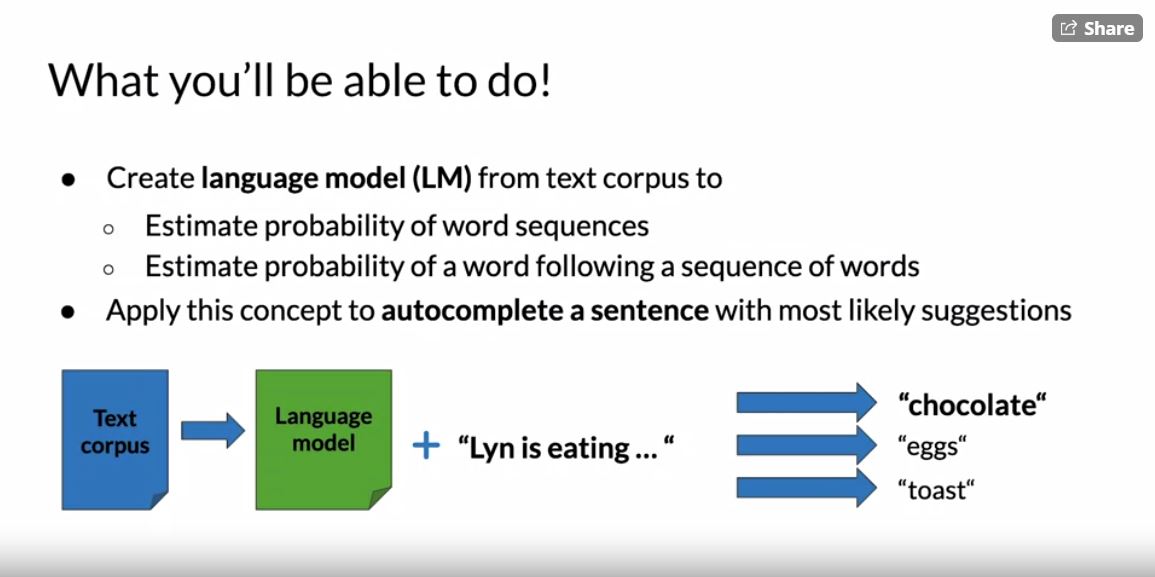 Share
What you’ll be able to do!
● Create language model (LM) from text corpus to
○ Estimate probability of word sequences
○ Estimate probability of a word following a sequence of words
● Apply this concept to autocomplete a sentence with most likely suggestions
Text
corpus
Language
model
+ “Lyn is eating ... “
“chocolate“
“eggs“
“toast“